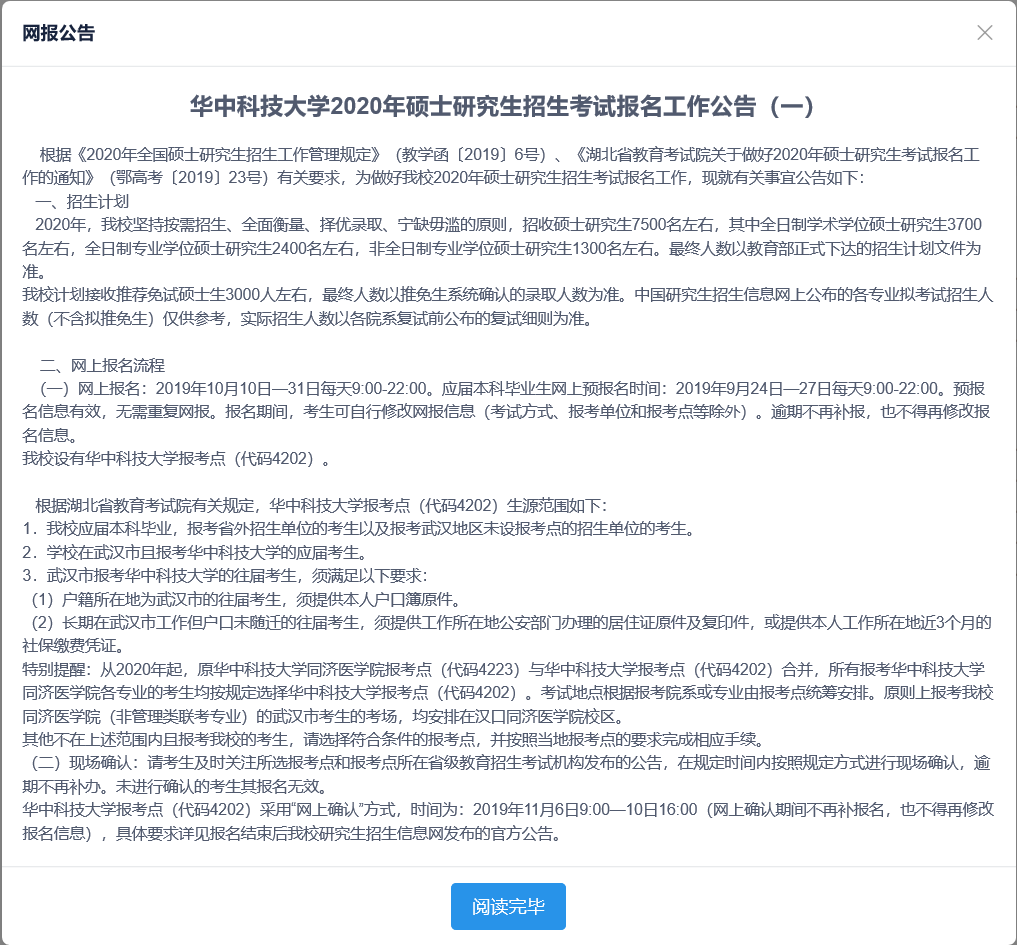 网报公告
华中科技大学2020年硕士研究生招生考试报名工作公告（一）
根据《2020年全国硕士研究生招生工作管理规定》（教学函〔2019〕6号）、《湖北省教育考试院关于做好2020年硕士研究生考试报名工
作的通知》（鄂高考〔2019〕23号）有关要求，为做好我校2020年硕士研究生招生考试报名工作，现就有关事宜公告如下：
一、招生计划
2020年，我校坚持按需招生、全面衡量、择优录取、宁缺毋滥的原则，招收硕士研究生7500名左右，其中全日制学术学位硕士研究生3700
名左右，全日制专业学位硕士研究生2400名左右，非全日制专业学位硕士研究生1300名左右。最终人数以教育部正式下达的招生计划文件为
准。
我校计划接收推荐免试硕士生3000人左右，最终人数以推免生系统确认的录取人数为准。中国研究生招生信息网上公布的各专业拟考试招生人
数（不含拟推免生）仅供参考，实际招生人数以各院系复试前公布的复试细则为准。
二、网上报名流程
（一）网上报名：2019年10月10日—31日每天9:00-22:00。应届本科毕业生网上预报名时间：2019年9月24日—27日每天9:00-22:00。预报
名信息有效，无需重复网报。报名期间，考生可自行修改网报信息（考试方式、报考单位和报考点等除外）。逾期不再补报，也不得再修改报
名信息。
我校设有华中科技大学报考点（代码4202）。
根据湖北省教育考试院有关规定，华中科技大学报考点（代码4202）生源范围如下：
1．我校应届本科毕业，报考省外招生单位的考生以及报考武汉地区未设报考点的招生单位的考生。
2．学校在武汉市且报考华中科技大学的应届考生。
3．武汉市报考华中科技大学的往届考生，须满足以下要求：
（1）户籍所在地为武汉市的往届考生，须提供本人户口簿原件。
（2）长期在武汉市工作但户口未随迁的往届考生，须提供工作所在地公安部门办理的居住证原件及复印件，或提供本人工作所在地近3个月的
社保缴费凭证。
特别提醒：从2020年起，原华中科技大学同济医学院报考点（代码4223）与华中科技大学报考点（代码4202）合并，所有报考华中科技大学
同济医学院各专业的考生均按规定选择华中科技大学报考点（代码4202）。考试地点根据报考院系或专业由报考点统筹安排。原则上报考我校
同济医学院（非管理类联考专业）的武汉市考生的考场，均安排在汉口同济医学院校区。
其他不在上述范围内且报考我校的考生，请选择符合条件的报考点，并按照当地报考点的要求完成相应手续。
（二）现场确认：请考生及时关注所选报考点和报考点所在省级教育招生考试机构发布的公告，在规定时间内按照规定方式进行现场确认，逾
期不再补办。未进行确认的考生其报名无效。
华中科技大学报考点（代码4202）采用“网上确认”方式，时间为：2019年11月6日9:00—10日16:00（网上确认期间不再补报名，也不得再修改
报名信息），具体要求详见报名结束后我校研究生招生信息网发布的官方公告。
阅读完毕